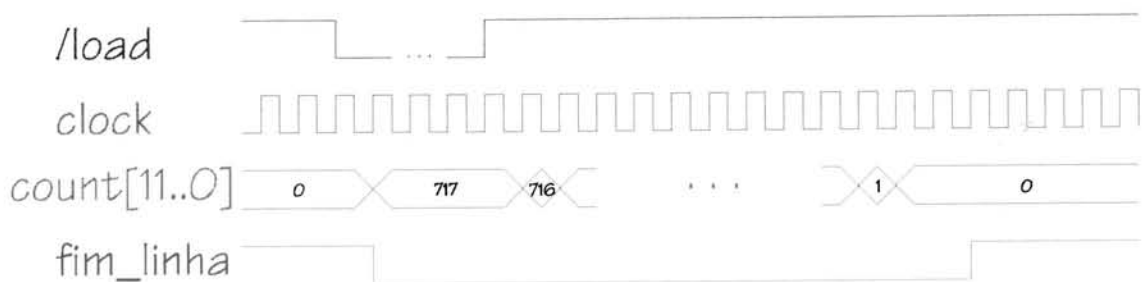 /load ...
clock
count[11..0] 0 717 716 ... 1 0
fim_linha